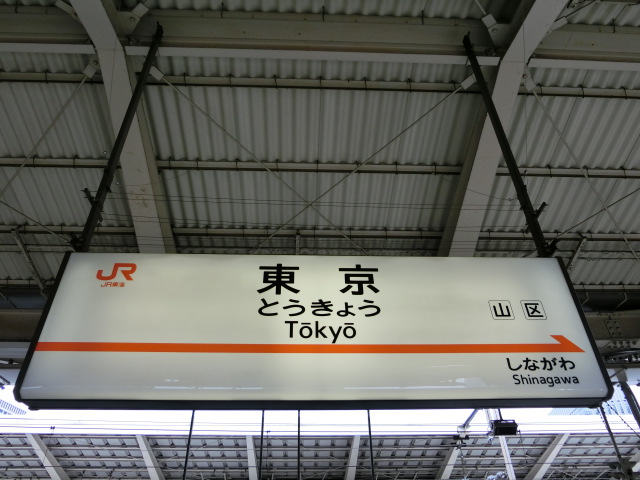 JR
JR東海
東京
とうきょう
Tōkyō
山 区
しながわ
Shinagawa